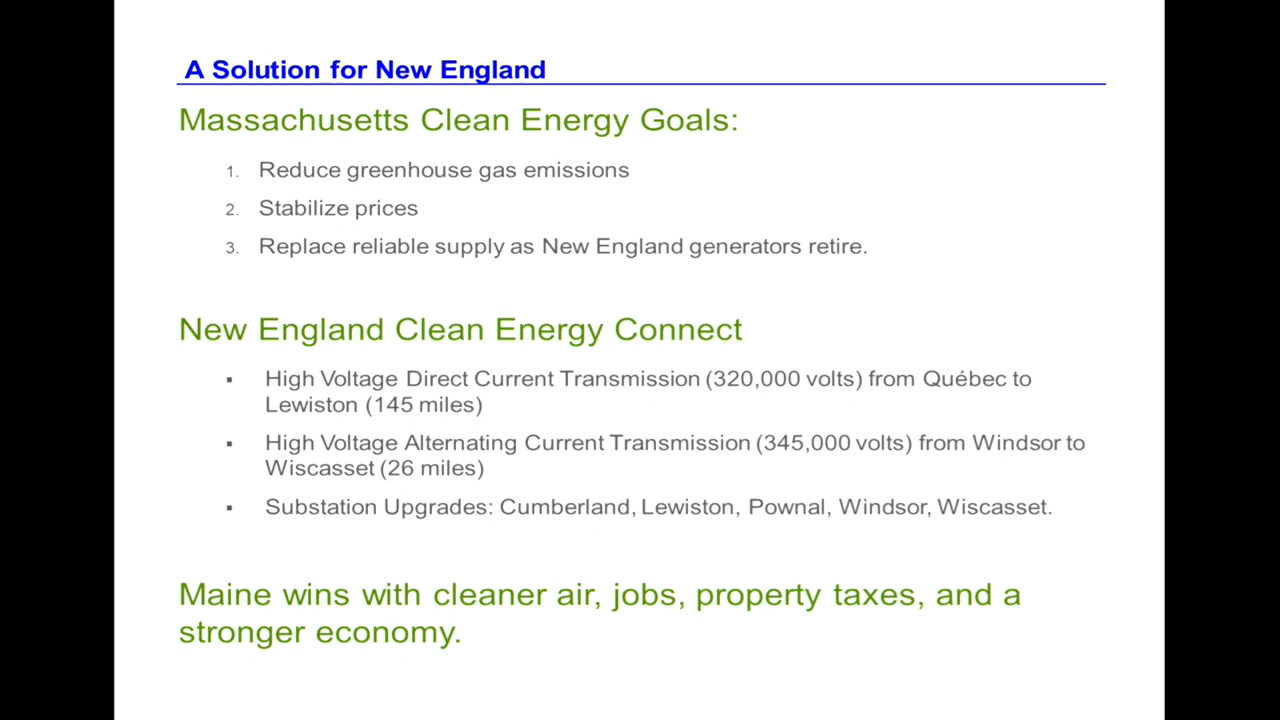 A Solution for New England
Massachusetts Clean Energy Goals:
1. Reduce greenhouse gas emissions
2. Stabilize prices
3. Replace reliable supply as New England generators retire.
New England Clean Energy Connect
▪ High Voltage Direct Current Transmission (320,000 volts) from Québec to
Lewiston (145 miles)
▪ High Voltage Alternating Current Transmission (345,000 volts) from Windsor to
Wiscasset (26 miles)
▪ Substation Upgrades: Cumberland, Lewiston, Pownal, Windsor, Wiscasset.
Maine wins with cleaner air, jobs, property taxes, and a
stronger economy.